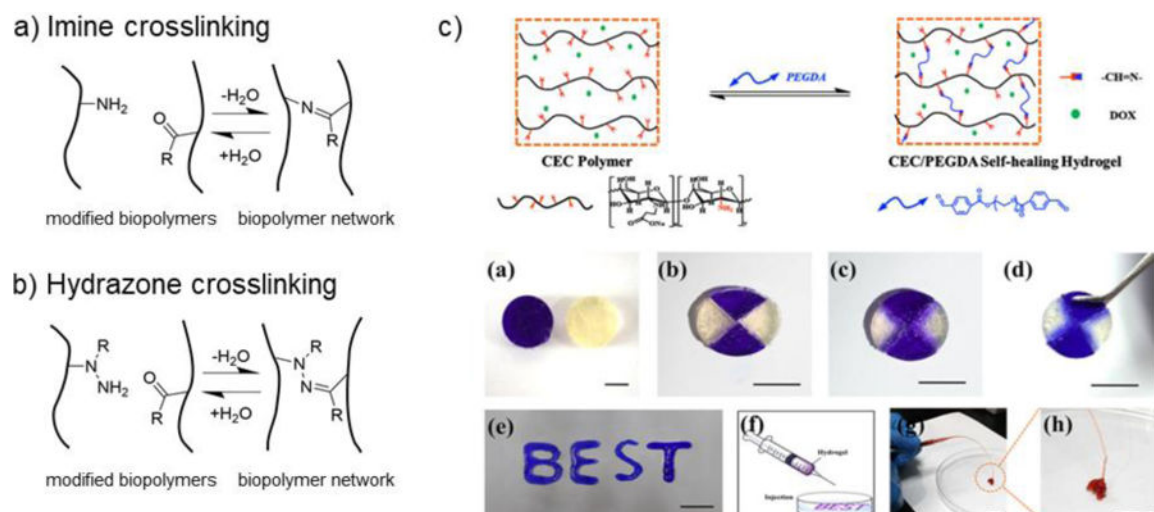 a) Imine crosslinking
NH2
O
R
-H2O
+H2O
N
R
modified biopolymers
biopolymer network
b) Hydrazone crosslinking
R
N
NH2
O
R
-H2O
+H2O
R
N
N
R
modified biopolymers
biopolymer network
c)
PEGDA
-CH=N-
DOX
CEC Polymer
CEC/PEGDA Self-healing Hydrogel
(a)
(b)
(c)
(d)
(e)
BEST
(f)
Hydrogel
Injection
BEST
(g)
(h)